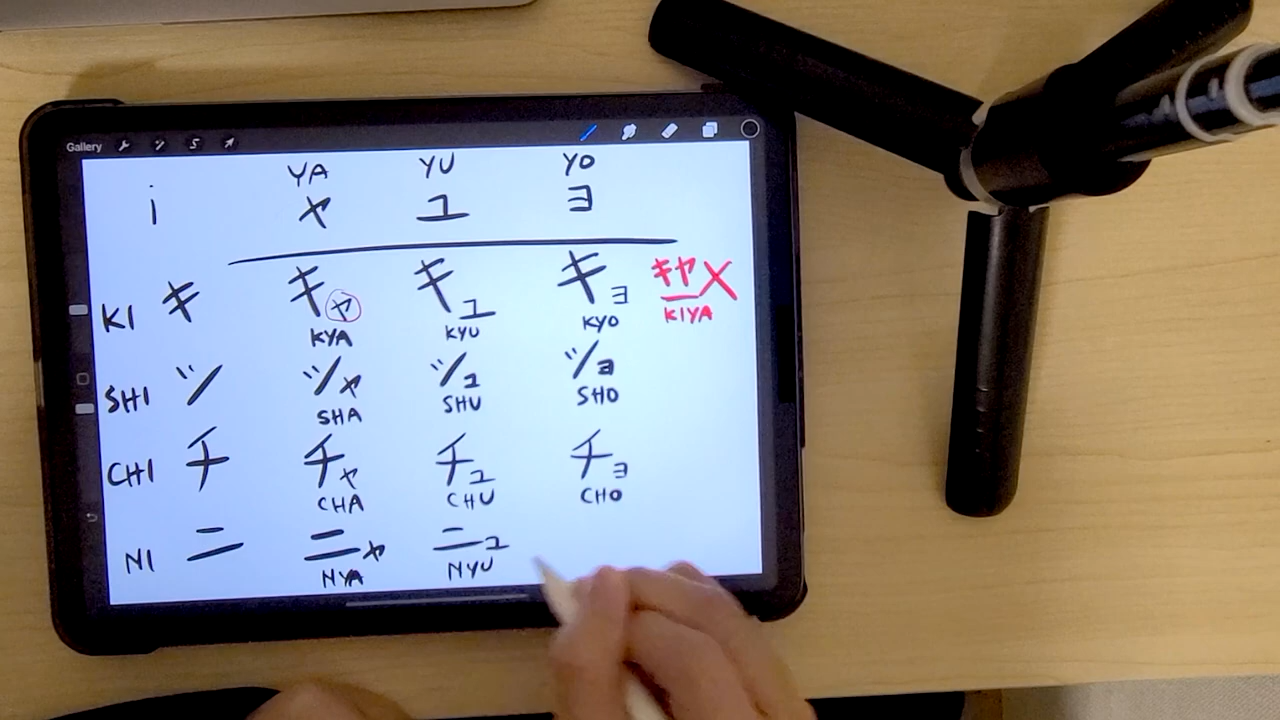 Gallery
YA YU YO
i ャ ュ ョ
KI キ キャ キュ キョ キヤ X
KYA KYU KYO KIYA
SHI シ シャ シュ ショ
SHA SHU SHO
CHI チ チャ チュ チョ
CHA CHU CHO
NI ニ ニャ ニュ
NYA NYU